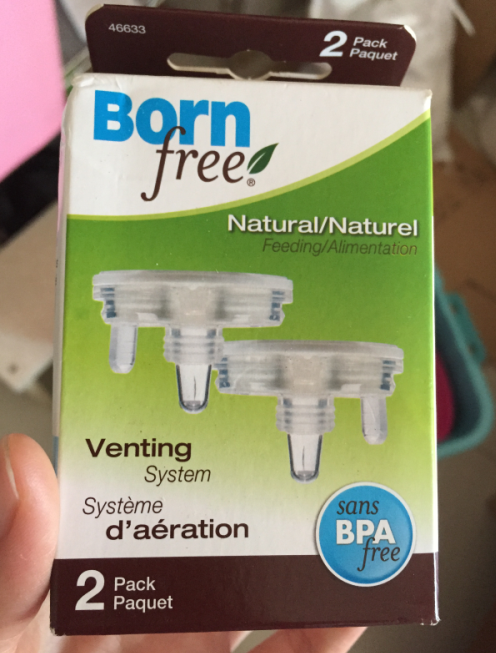 46633
2 Pack
Paquet
Born
free®
Natural/Naturel
Feeding/Alimentation
Venting
System
Système
d'aération
sans
BPA
free
2 Pack
Paquet